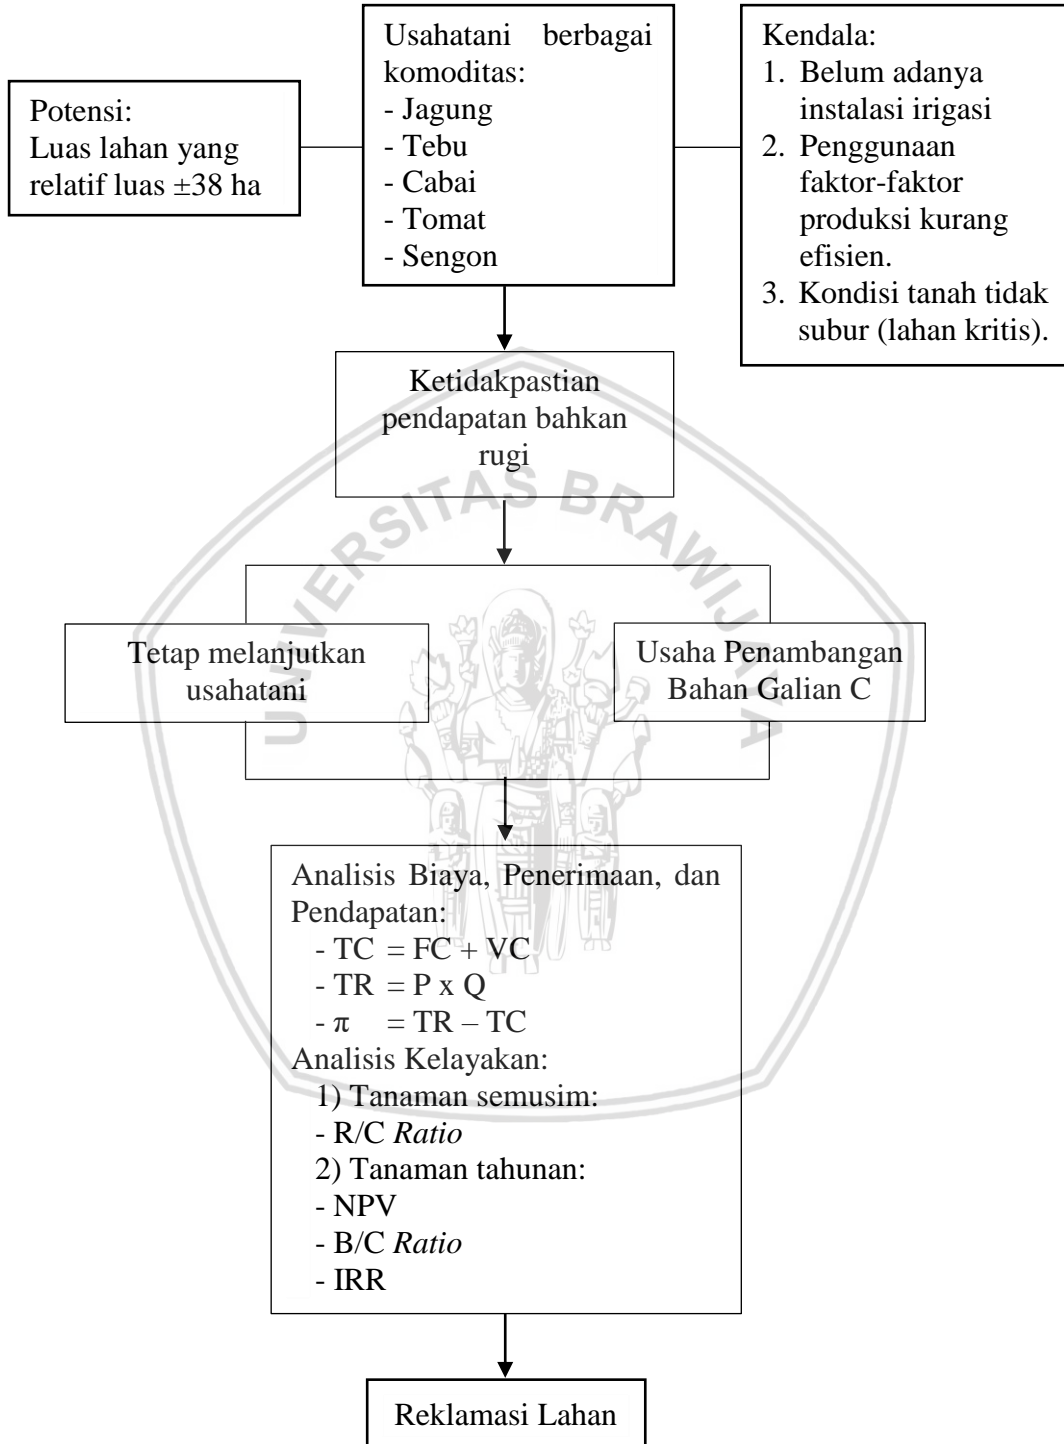 Potensi:
Luas lahan yang
relatif luas ±38 ha
Usahatani berbagai
komoditas:
- Jagung
- Tebu
- Cabai
- Tomat
- Sengon
Kendala:
1. Belum adanya
instalasi irigasi
2. Penggunaan
faktor-faktor
produksi kurang
efisien.
3. Kondisi tanah tidak
subur (lahan kritis).
Ketidakpastian
pendapatan bahkan
rugi
UNIVERSITAS BRAWIJAYA
Tetap melanjutkan
usahatani
Usaha Penambangan
Bahan Galian C
Analisis Biaya, Penerimaan, dan
Pendapatan:
- TC = FC + VC
- TR = P x Q
- π = TR – TC
Analisis Kelayakan:
1) Tanaman semusim:
- R/C Ratio
2) Tanaman tahunan:
- NPV
- B/C Ratio
- IRR
Reklamasi Lahan